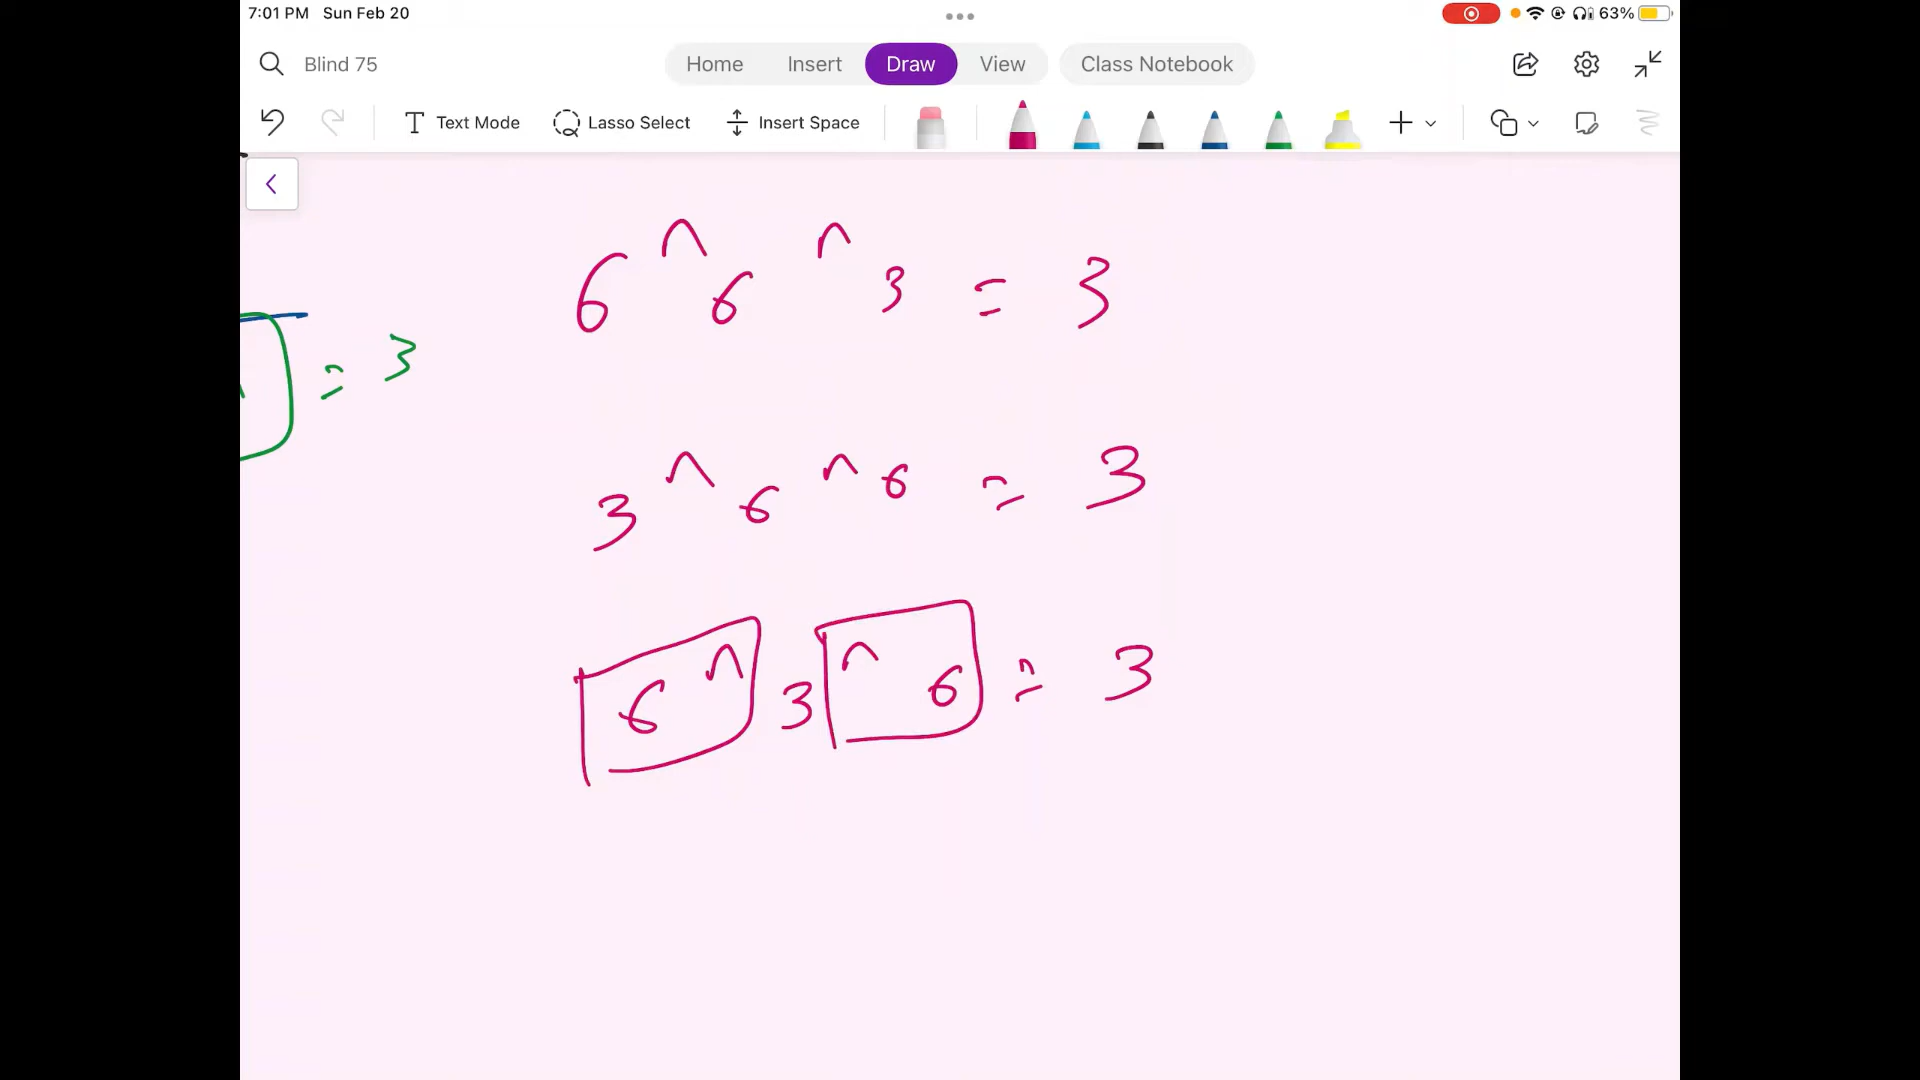 7:01 PM Sun Feb 20
63%
Blind 75
Home Insert Draw View Class Notebook
Text Mode Lasso Select Insert Space
6 ^ 6 ^ 3 = 3
= 3
3 ^ 6 ^ 6 = 3
6 ^ 3 ^ 6 = 3